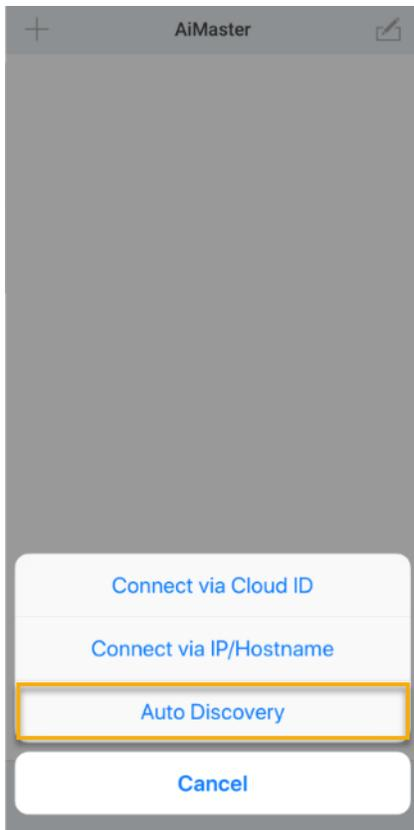 AiMaster
Connect via Cloud ID
Connect via IP/Hostname
Auto Discovery
Cancel